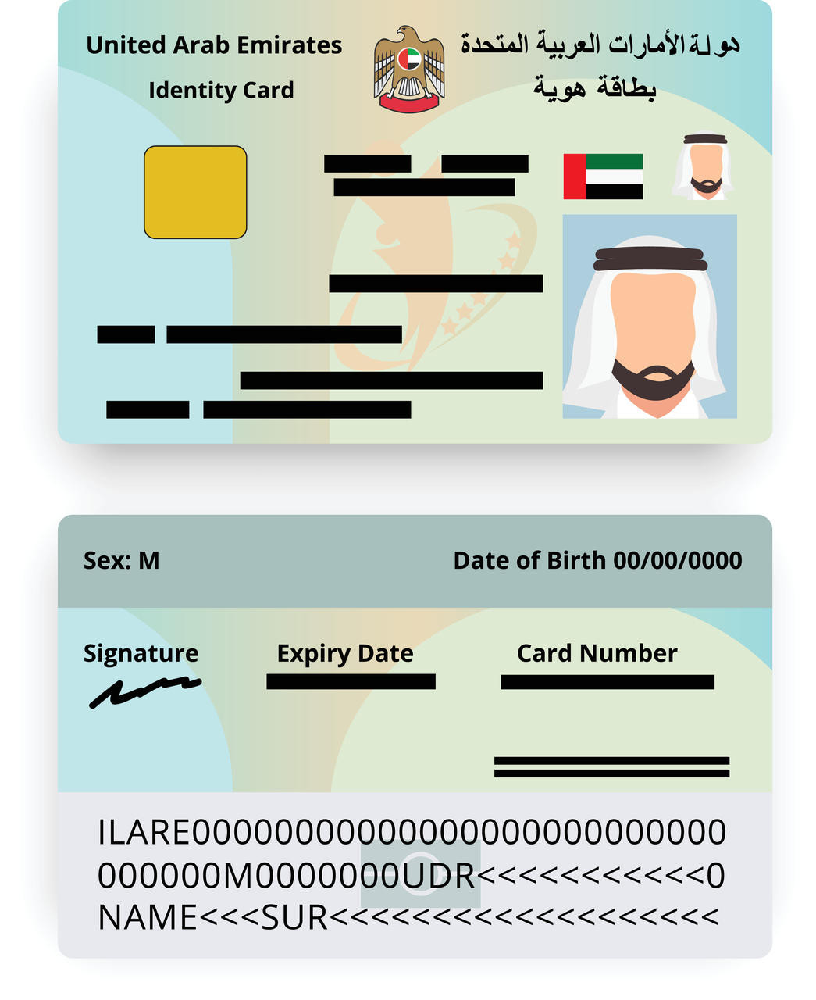 United Arab Emirates
دولة الأمارات العربية المتحدة
Identity Card
بطاقة هوية
Sex: M
Date of Birth 00/00/0000
Signature
Expiry Date
Card Number
ILARE00000000000000000000000000
000000M0000000UDR<<<<<<<<<<<0
NAME<<<SUR<<<<<<<<<<<<<<<<<<<